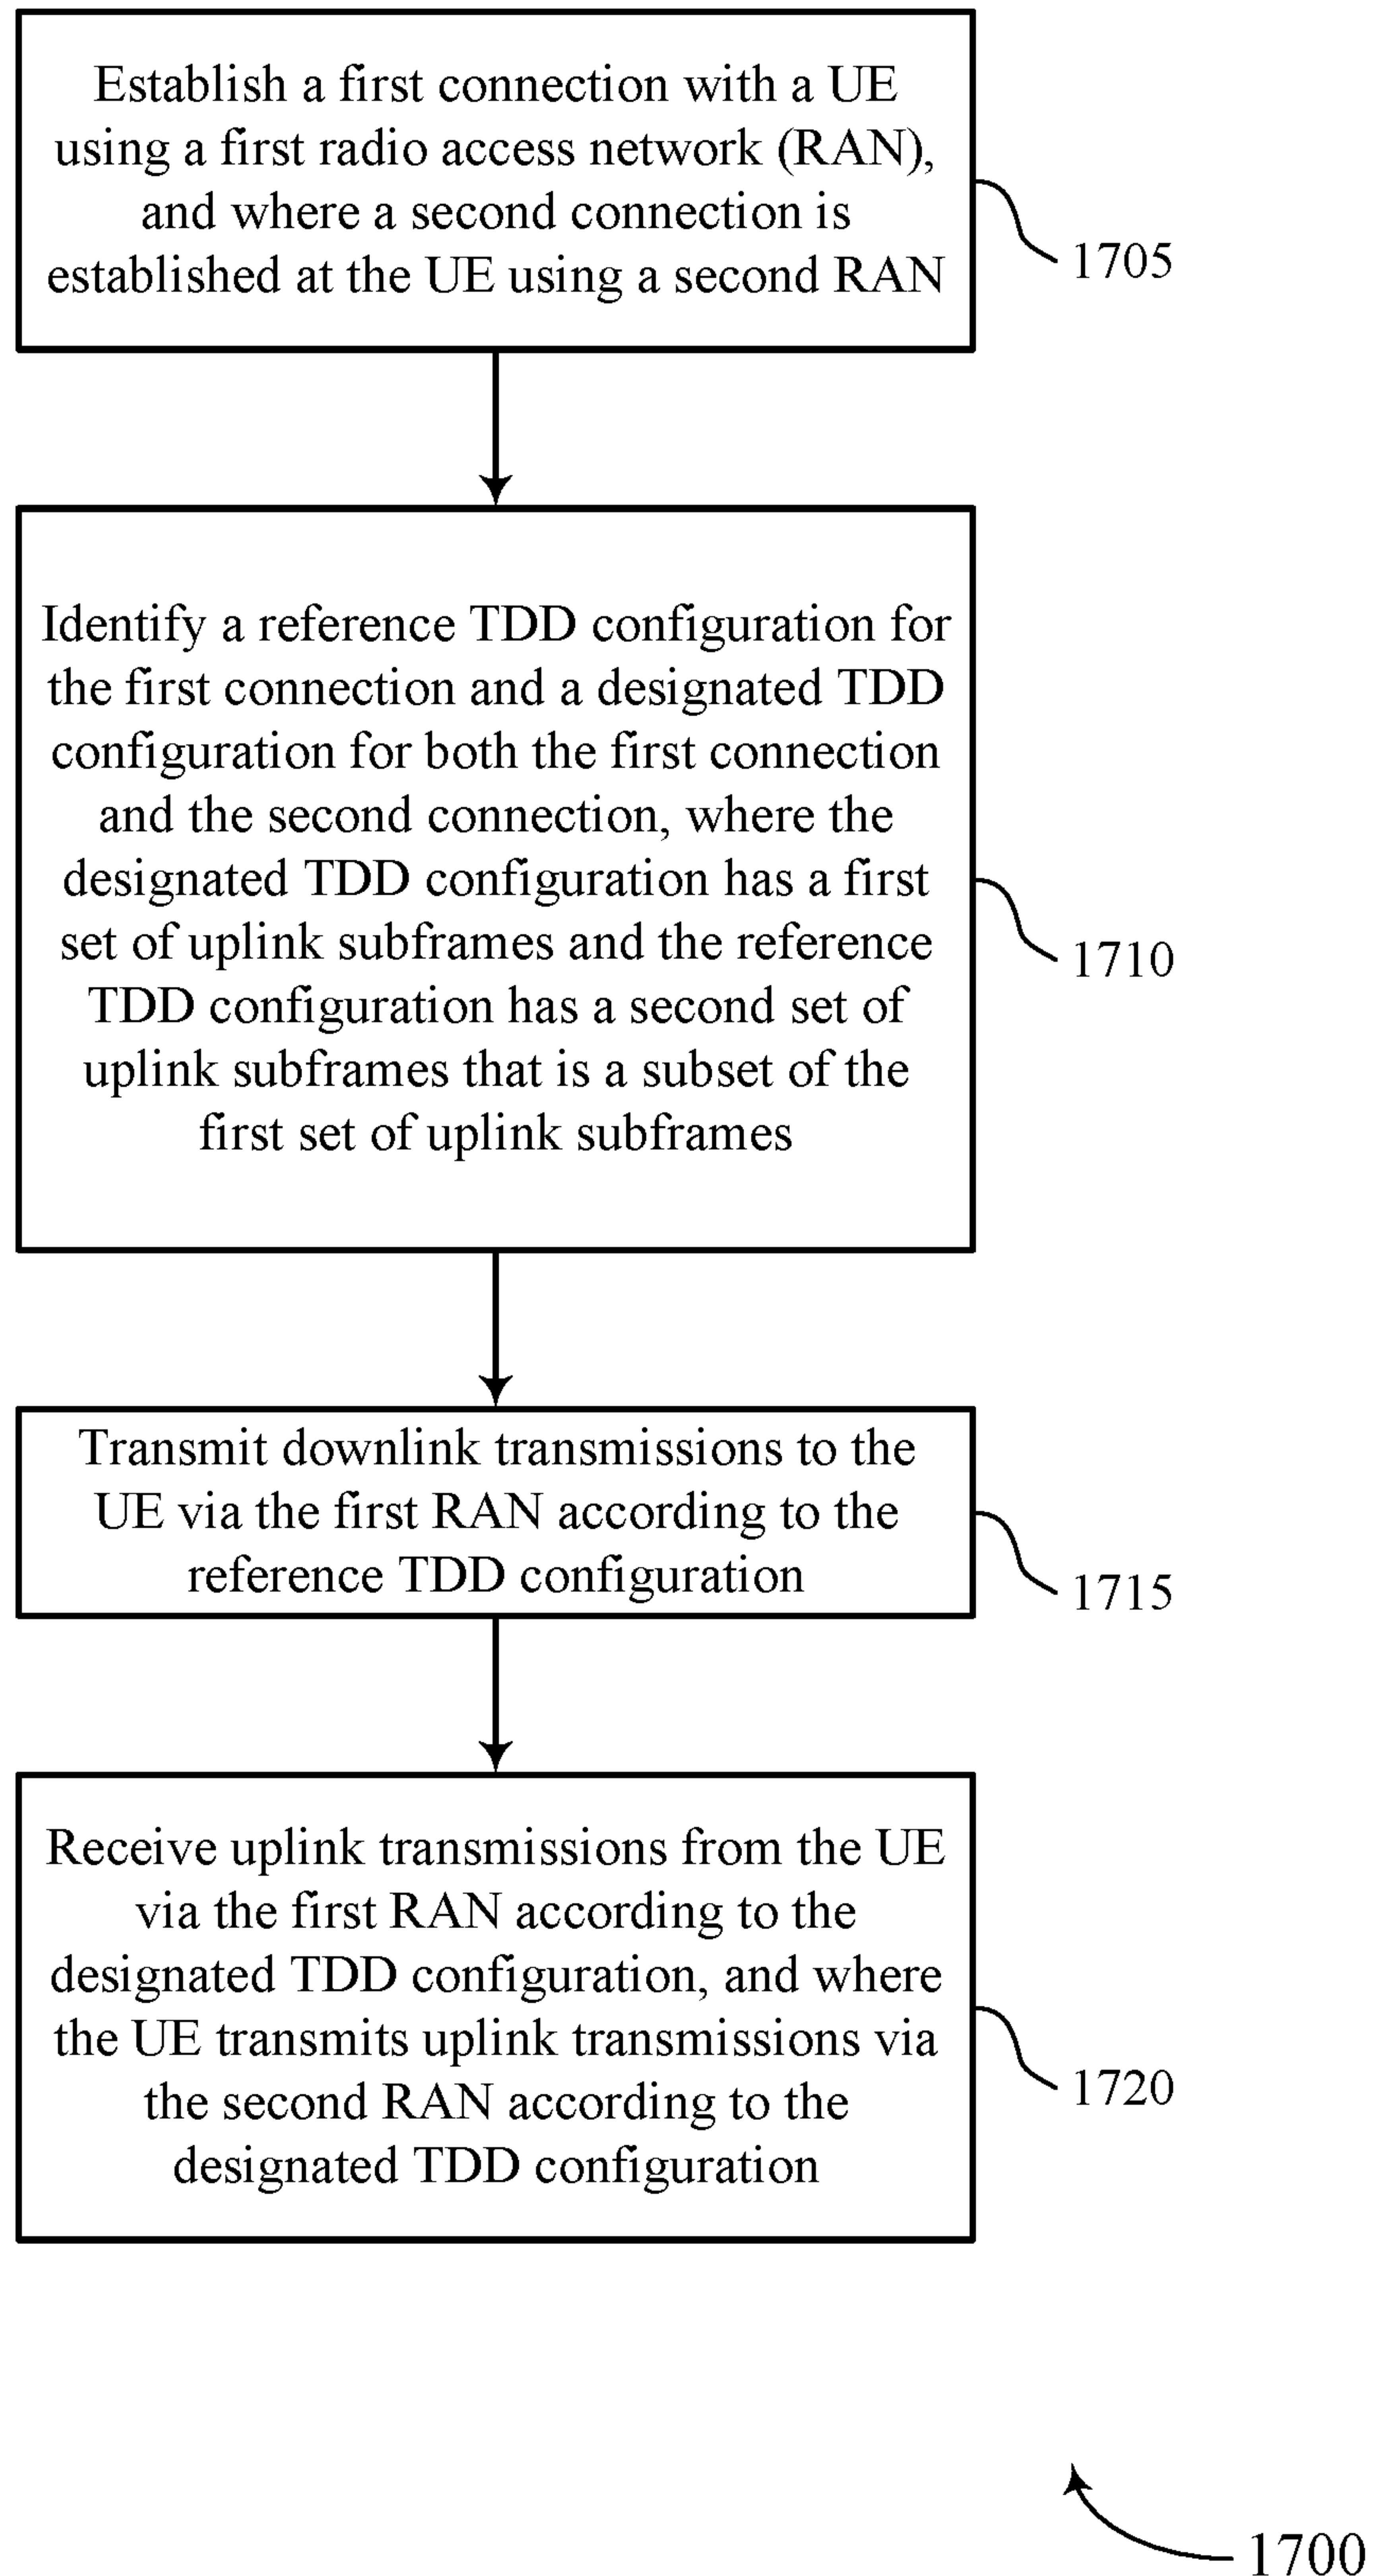 Establish a first connection with a UE
using a first radio access network (RAN),
and where a second connection is
established at the UE using a second RAN
1705
Identify a reference TDD configuration for
the first connection and a designated TDD
configuration for both the first connection
and the second connection, where the
designated TDD configuration has a first
set of uplink subframes and the reference
TDD configuration has a second set of
uplink subframes that is a subset of the
first set of uplink subframes
1710
Transmit downlink transmissions to the
UE via the first RAN according to the
reference TDD configuration
1715
Receive uplink transmissions from the UE
via the first RAN according to the
designated TDD configuration, and where
the UE transmits uplink transmissions via
the second RAN according to the
designated TDD configuration
1720
1700